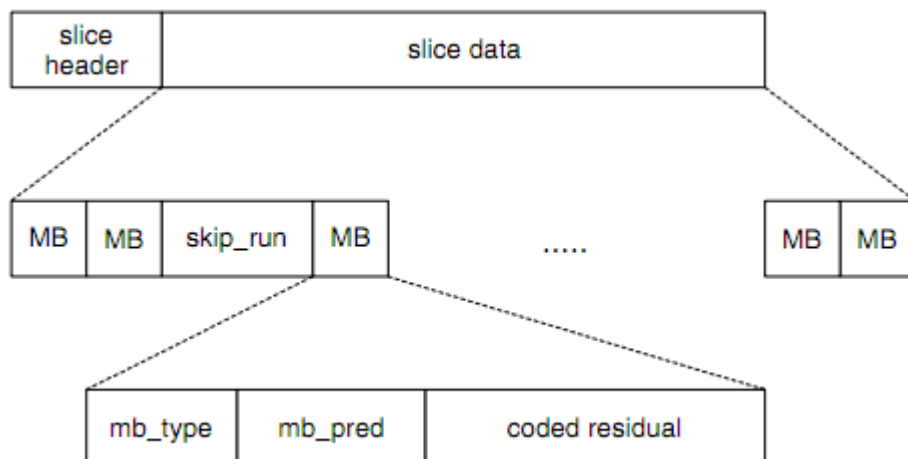 slice
header
slice data
MB MB skip_run MB ..... MB MB
mb_type mb_pred coded residual